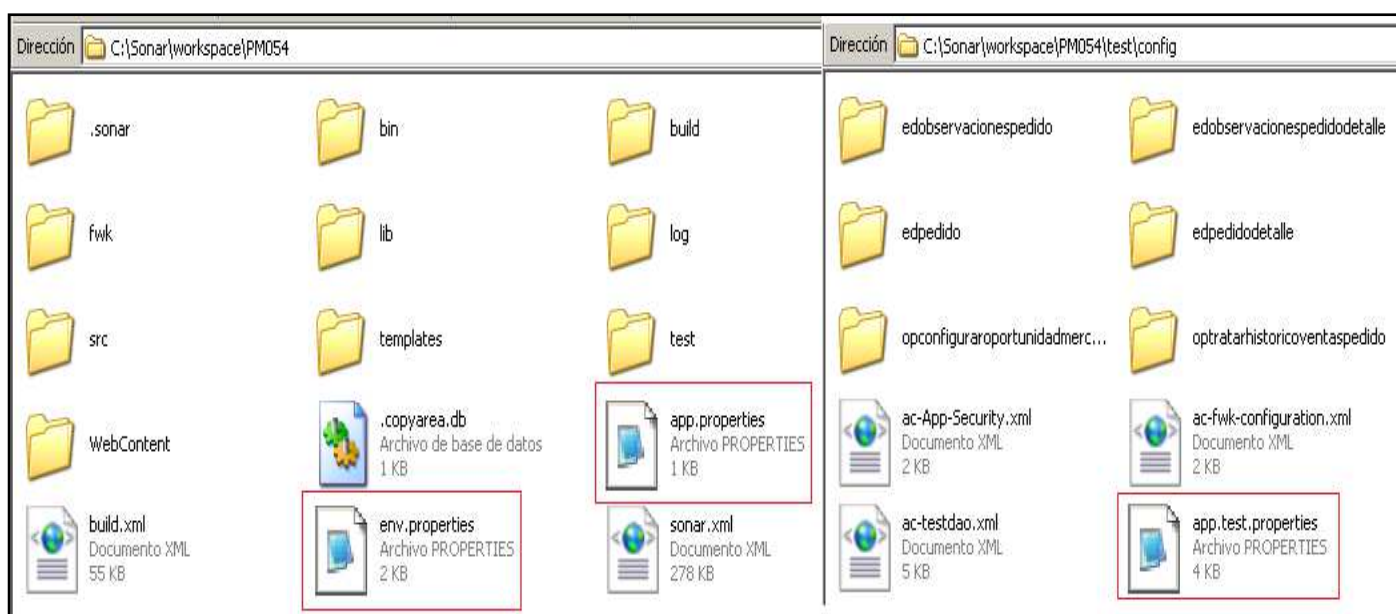 Dirección C:\Sonar\workspace\PM054
.sonar
bin
build
fwk
lib
log
src
templates
test
WebContent
.copyarea.db
Archivo de base de datos
1 KB
app.properties
Archivo PROPERTIES
1 KB
build.xml
Documento XML
55 KB
env.properties
Archivo PROPERTIES
2 KB
sonar.xml
Documento XML
278 KB
Dirección C:\Sonar\workspace\PM054\test\config
edobservacionespedido
edobservacionespedidodetalle
edpedido
edpedidodetalle
opconfiguraroportunidadmerc...
optratarhistoricoventaspedido
ac-App-Security.xml
Documento XML
2 KB
ac-fwk-configuration.xml
Documento XML
2 KB
ac-testdao.xml
Documento XML
5 KB
app.test.properties
Archivo PROPERTIES
4 KB